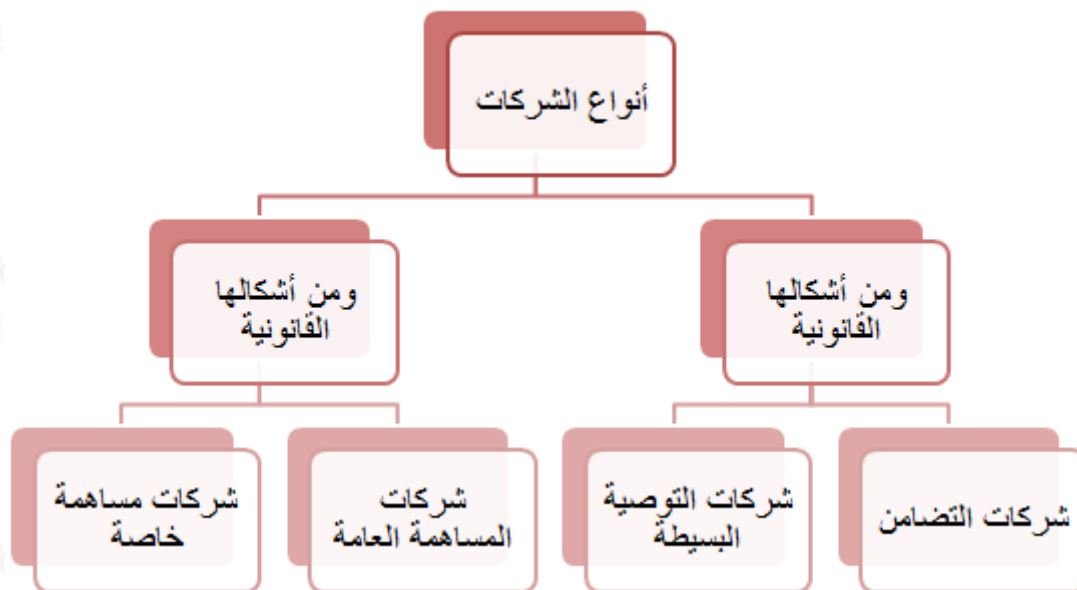 أنواع الشركات
ومن أشكالها
القانونية
ومن أشكالها
القانونية
شركات التضامن
شركات التوصية
البسيطة
شركات
المساهمة العامة
شركات مساهمة
خاصة